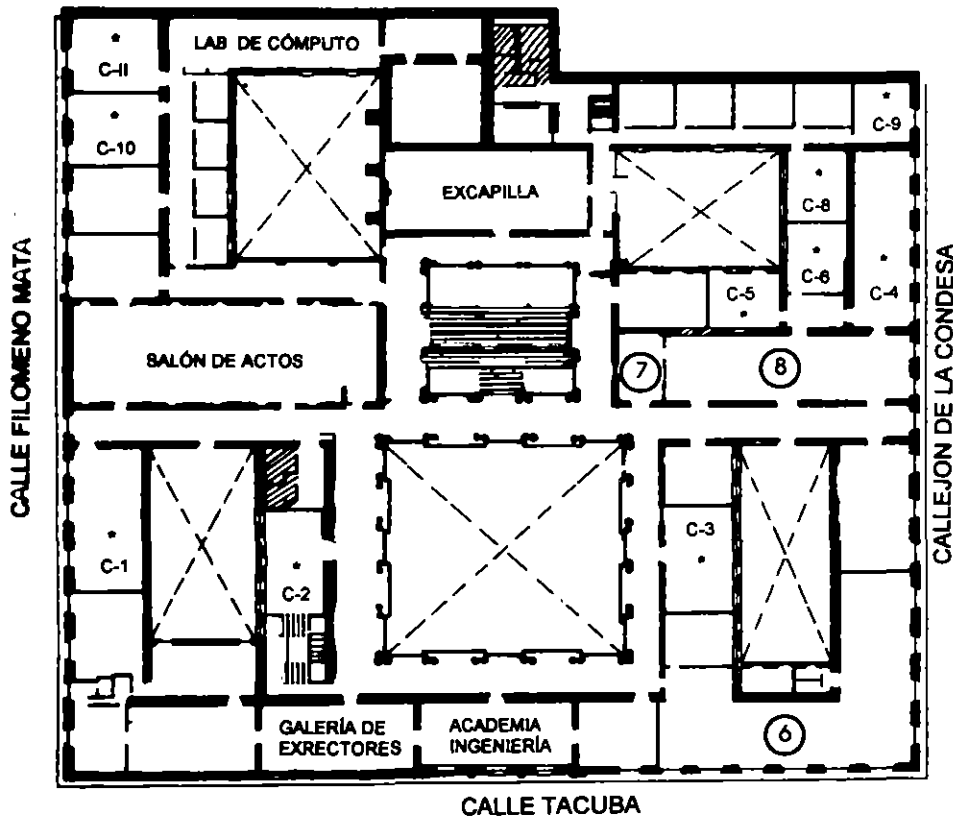 LAB DE CÓMPUTO
C-II
C-10
C-9
EXCAPILLA
C-8
C-6
C-5
C-4
CALLE FILOMENO MATA
SALÓN DE ACTOS
7
8
CALLEJON DE LA CONDESA
C-1
C-2
C-3
GALERÍA DE
EXRECTORES
ACADEMIA
INGENIERÍA
6
CALLE TACUBA